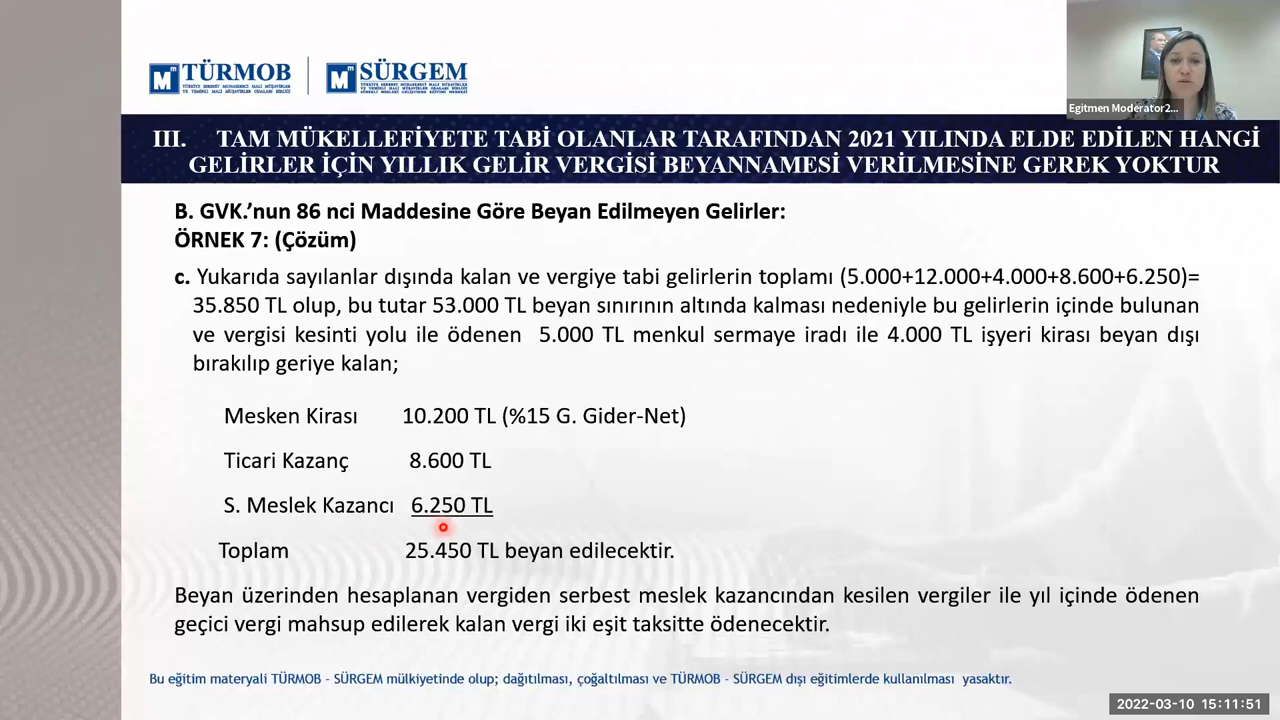 TÜRMOB
SÜRGEM
Egitmen Moderator2...
III. TAM MÜKELLEFİYETE TABİ OLANLAR TARAFINDAN 2021 YILINDA ELDE EDİLEN HANGİ
GELİRLER İÇİN YILLIK GELİR VERGİSİ BEYANNAMESİ VERİLMESİNE GEREK YOKTUR
B. GVK.’nun 86 nci Maddesine Göre Beyan Edilmeyen Gelirler:
ÖRNEK 7: (Çözüm)
c. Yukarıda sayılanlar dışında kalan ve vergiye tabi gelirlerin toplamı (5.000+12.000+4.000+8.600+6.250)=
35.850 TL olup, bu tutar 53.000 TL beyan sınırının altında kalması nedeniyle bu gelirlerin içinde bulunan
ve vergisi kesinti yolu ile ödenen 5.000 TL menkul sermaye iradı ile 4.000 TL işyeri kirası beyan dışı
bırakılıp geriye kalan;
Mesken Kirası 10.200 TL (%15 G. Gider-Net)
Ticari Kazanç 8.600 TL
S. Meslek Kazancı 6.250 TL
Toplam 25.450 TL beyan edilecektir.
Beyan üzerinden hesaplanan vergiden serbest meslek kazancından kesilen vergiler ile yıl içinde ödenen
geçici vergi mahsup edilerek kalan vergi iki eşit taksitte ödenecektir.
Bu eğitim materyali TÜRMOB - SÜRGEM mülkiyetinde olup; dağıtılması, çoğaltılması ve TÜRMOB - SÜRGEM dışı eğitimlerde kullanılması yasaktır.
2022-03-10 15:11:51